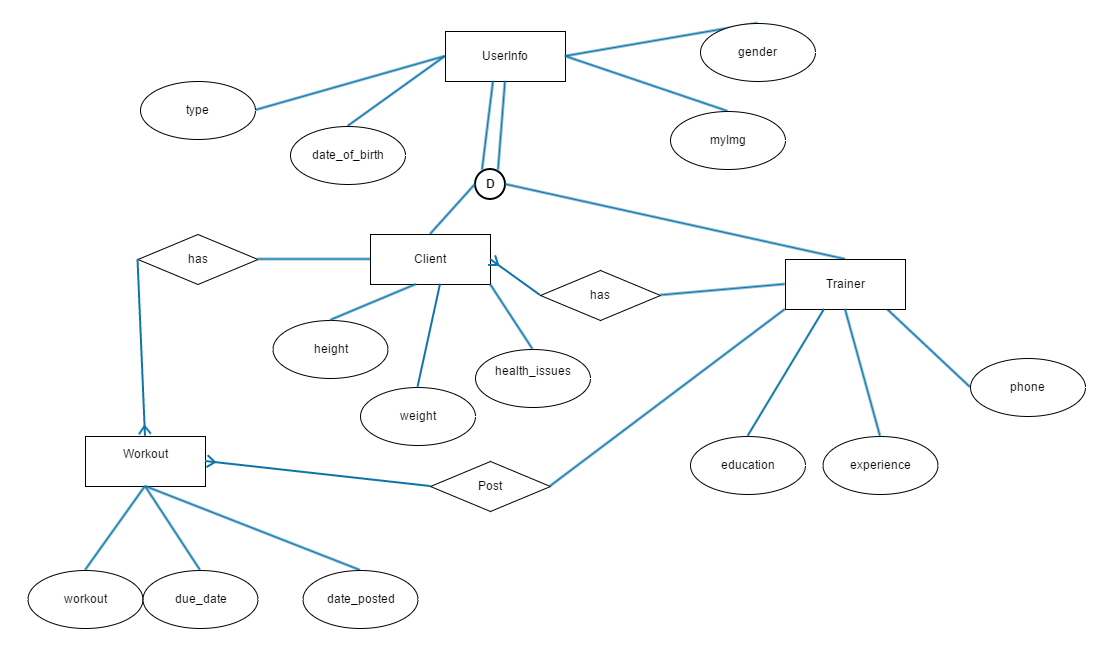 UserInfo
gender
type
myImg
date_of_birth
D
has
Client
Trainer
has
height
health_issues
phone
weight
Workout
education
experience
Post
workout
due_date
date_posted